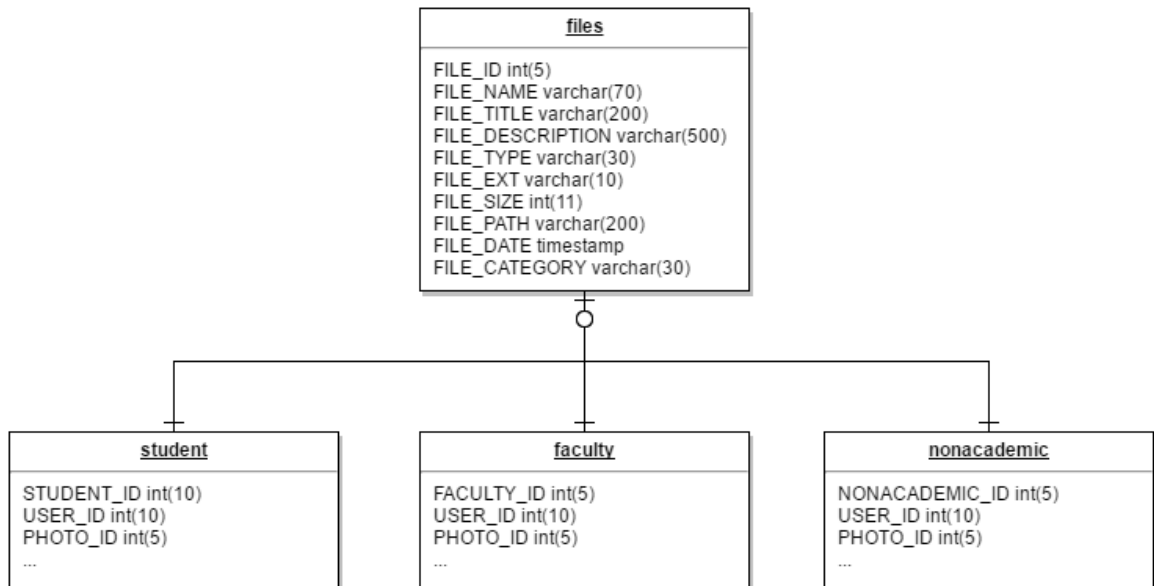 files
FILE_ID int(5)
FILE_NAME varchar(70)
FILE_TITLE varchar(200)
FILE_DESCRIPTION varchar(500)
FILE_TYPE varchar(30)
FILE_EXT varchar(10)
FILE_SIZE int(11)
FILE_PATH varchar(200)
FILE_DATE timestamp
FILE_CATEGORY varchar(30)
student
STUDENT_ID int(10)
USER_ID int(10)
PHOTO_ID int(5)
...
faculty
FACULTY_ID int(5)
USER_ID int(10)
PHOTO_ID int(5)
...
nonacademic
NONACADEMIC_ID int(5)
USER_ID int(10)
PHOTO_ID int(5)
...